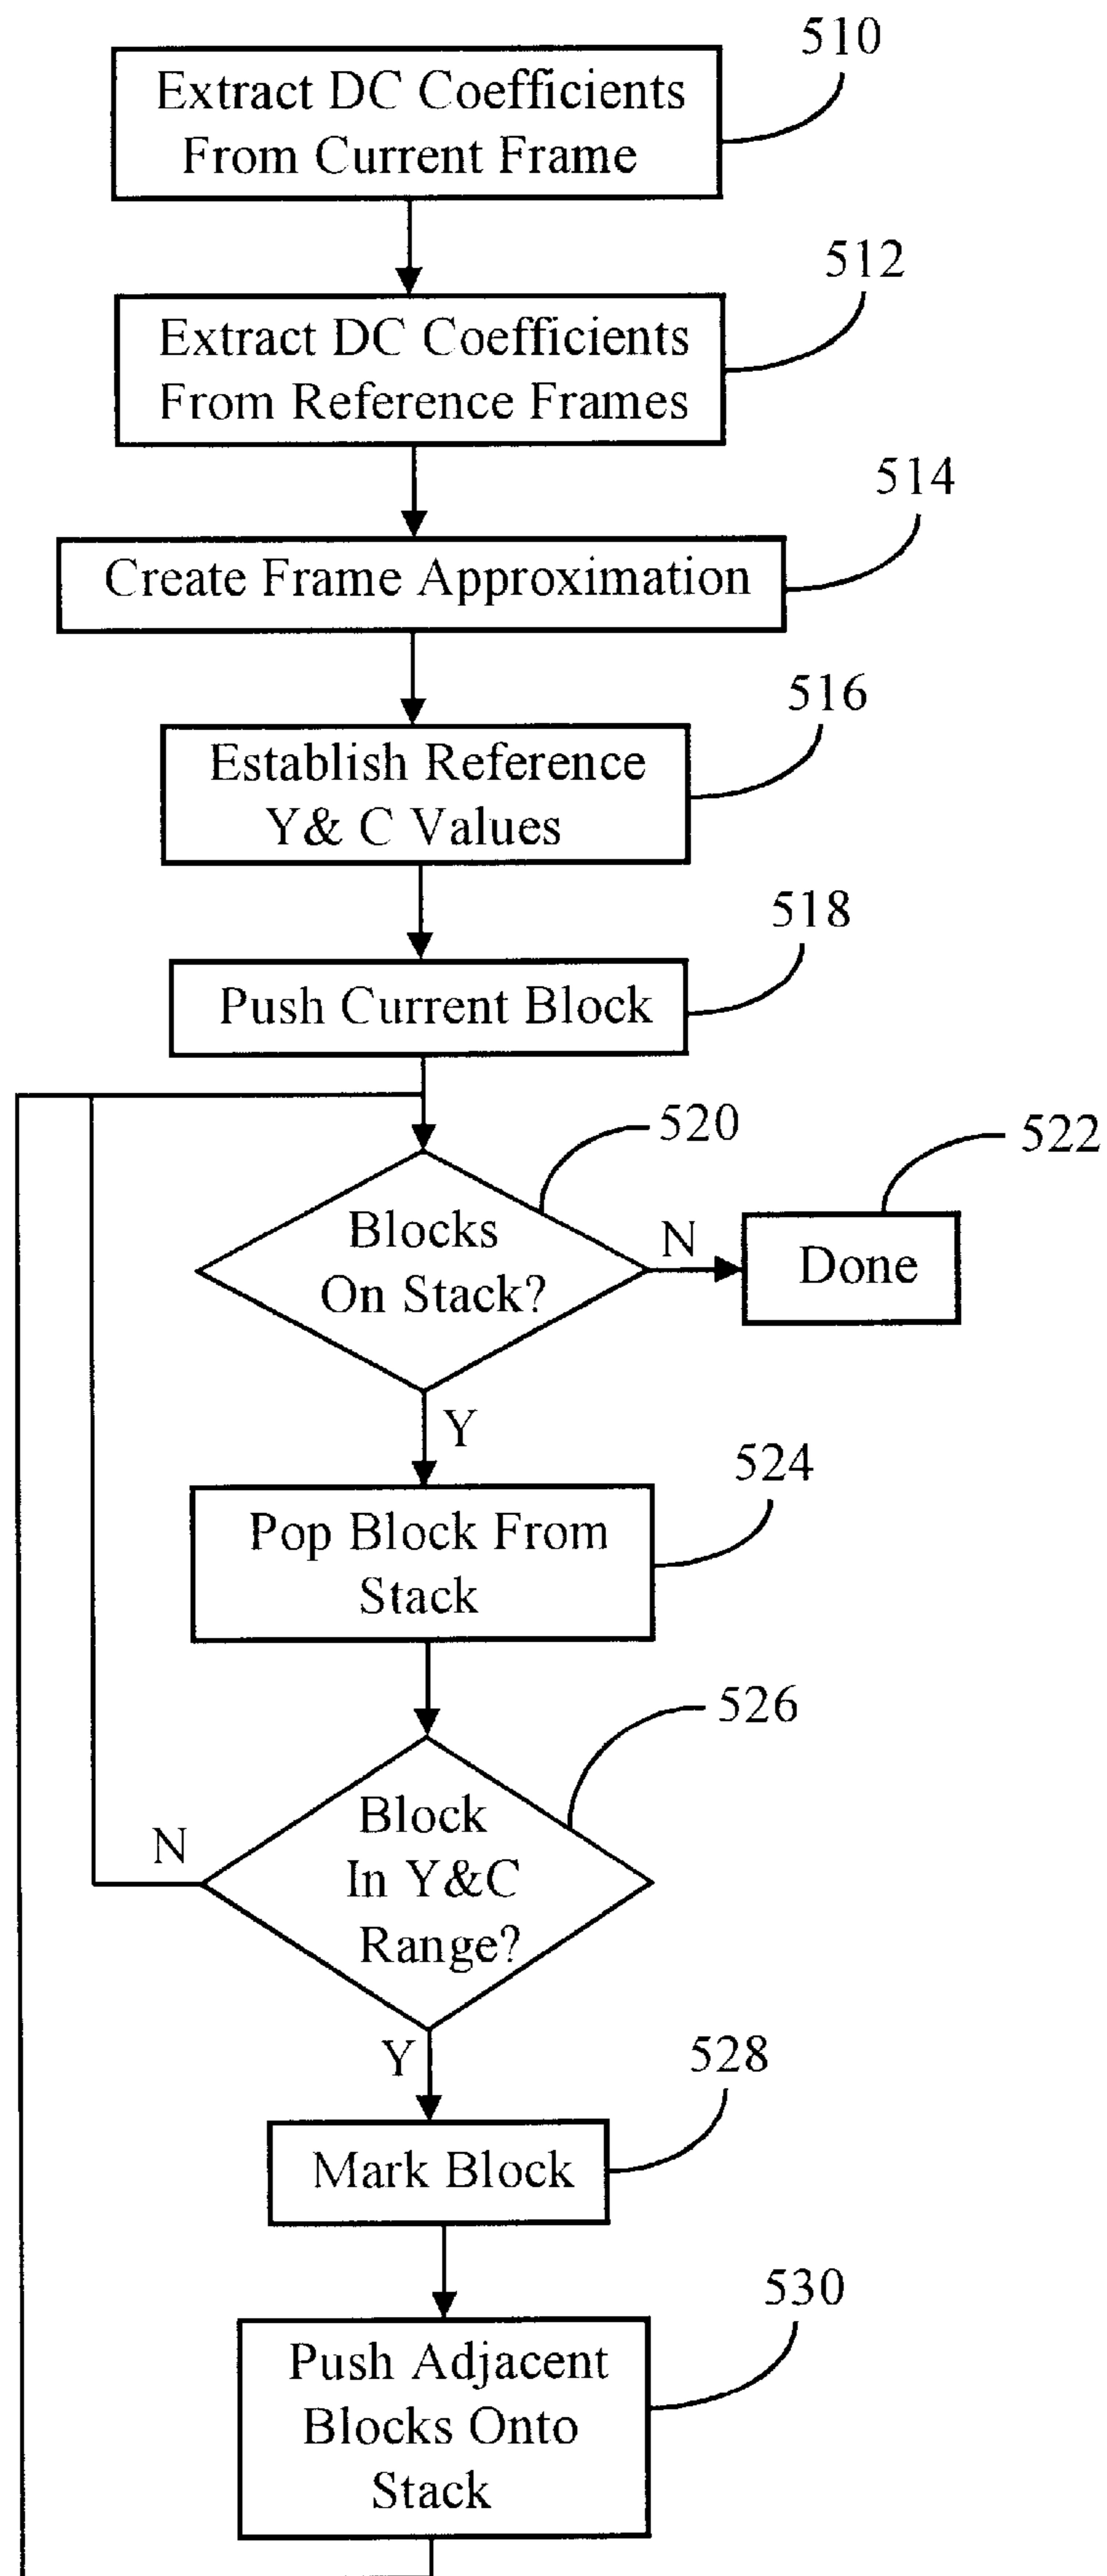 510
Extract DC Coefficients
From Current Frame
512
Extract DC Coefficients
From Reference Frames
514
Create Frame Approximation
516
Establish Reference
Y& C Values
518
Push Current Block
520
522
Blocks
On Stack?
N
Done
Y
524
Pop Block From
Stack
526
Block
In Y&C
Range?
N
Y
528
Mark Block
530
Push Adjacent
Blocks Onto
Stack